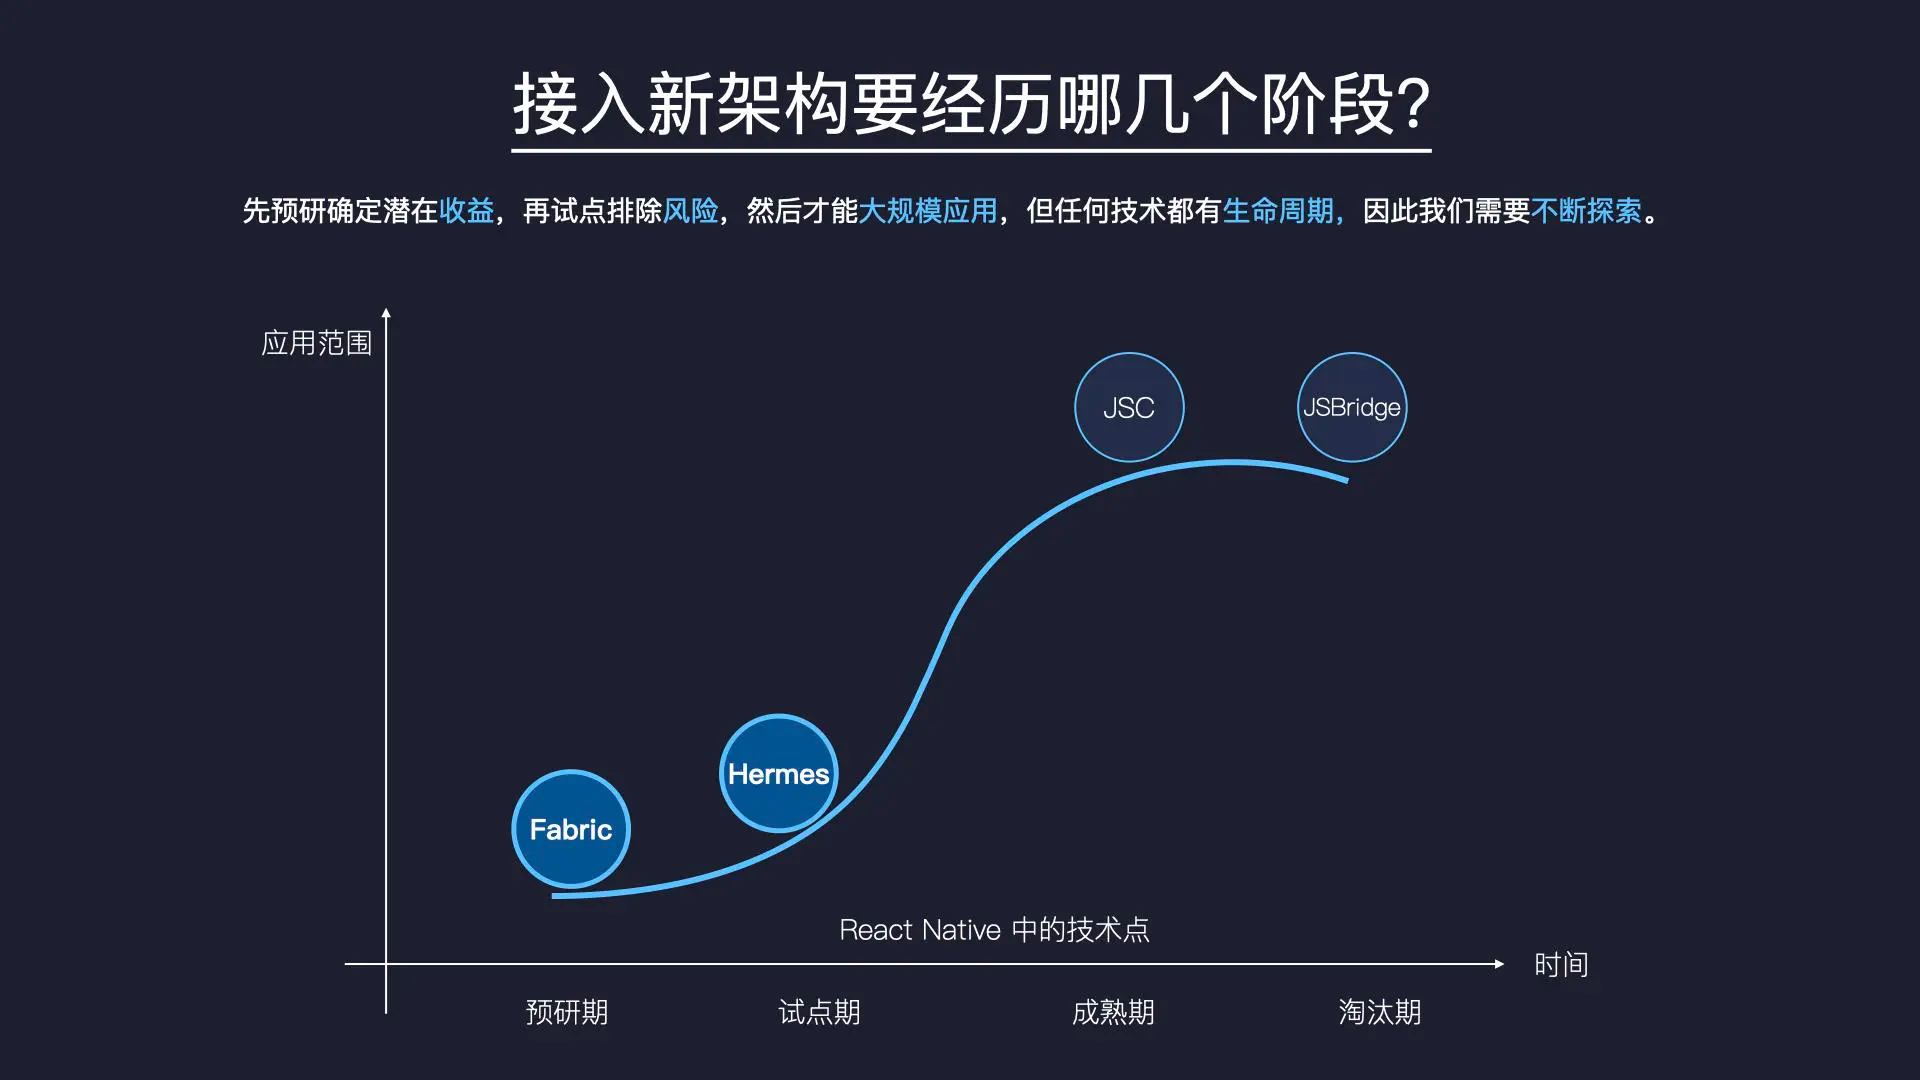 接入新架构要经历哪几个阶段?
先预研确定潜在收益，再试点排除风险，然后才能大规模应用，但任何技术都有生命周期，因此我们需要不断探索。
应用范围
JSC
JSBridge
Hermes
Fabric
React Native 中的技术点
时间
预研期
试点期
成熟期
淘汰期